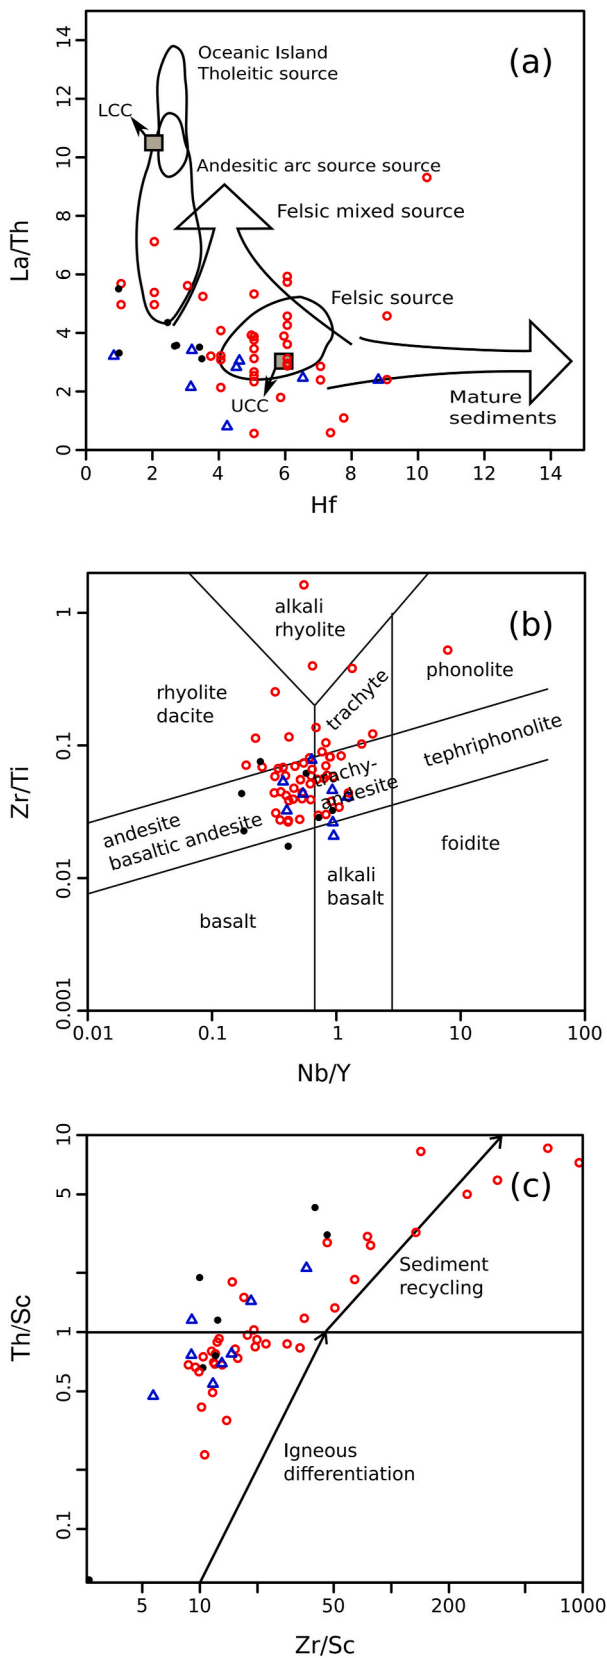 14
12
10
8
6
4
2
0
La/Th
(a)
Oceanic Island
Tholeitic source
LCC
Andesitic arc source source
Felsic mixed source
Felsic source
UCC
Mature
sediments
0 2 4 6 8 10 12 14
Hf
1
0.1
0.01
0.001
Zr/Ti
(b)
alkali
rhyolite
rhyolite
dacite
trachyte
phonolite
tephriphonolite
trachy-
andesite
andesite
basaltic andesite
foidite
alkali
basalt
basalt
0.01 0.1 1 10 100
Nb/Y
10
5
1
0.5
0.1
Th/Sc
(c)
Sediment
recycling
Igneous
differentiation
5 10 50 200 1000
Zr/Sc